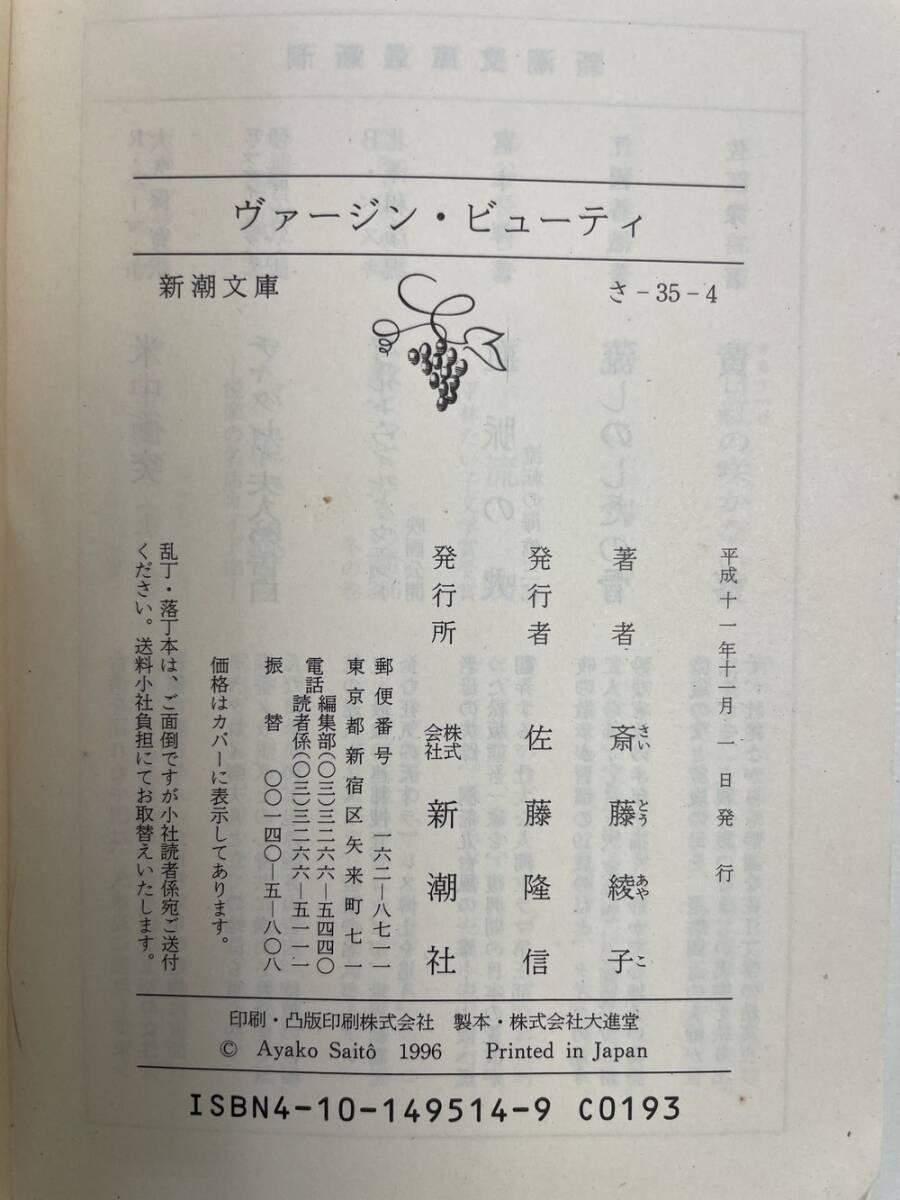 ヴァージン・ビューティ
新潮文庫 さ-35-4
平成十一年十一月一日発行
著者 斎藤綾子
さいとうあやこ
発行者 佐藤隆信
発行所 株式会社 新潮社
郵便番号 一六二―八七一一
東京都新宿区矢来町七一
電話 編集部(〇三)三二六六―五四四〇
読者係(〇三)三二六六―五一一一
振替 〇〇一四〇―五―八〇八
価格はカバーに表示してあります。
乱丁・落丁本は、ご面倒ですが小社読者係宛ご送付
ください。送料小社負担にてお取替えいたします。
印刷・凸版印刷株式会社 製本・株式会社大進堂
© Ayako Saitô 1996 Printed in Japan
ISBN4-10-149514-9 C0193